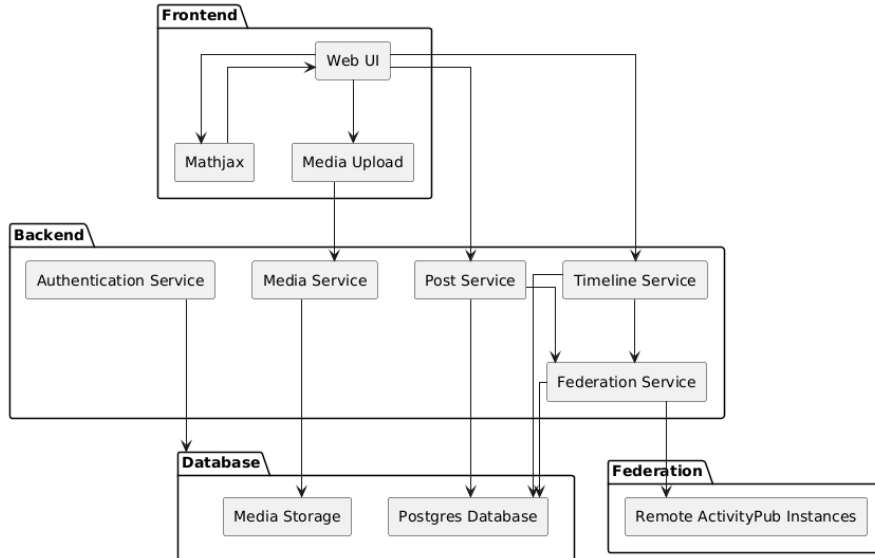 Frontend
Web UI
Mathjax
Media Upload
Backend
Authentication Service
Media Service
Post Service
Timeline Service
Federation Service
Database
Media Storage
Postgres Database
Federation
Remote ActivityPub Instances